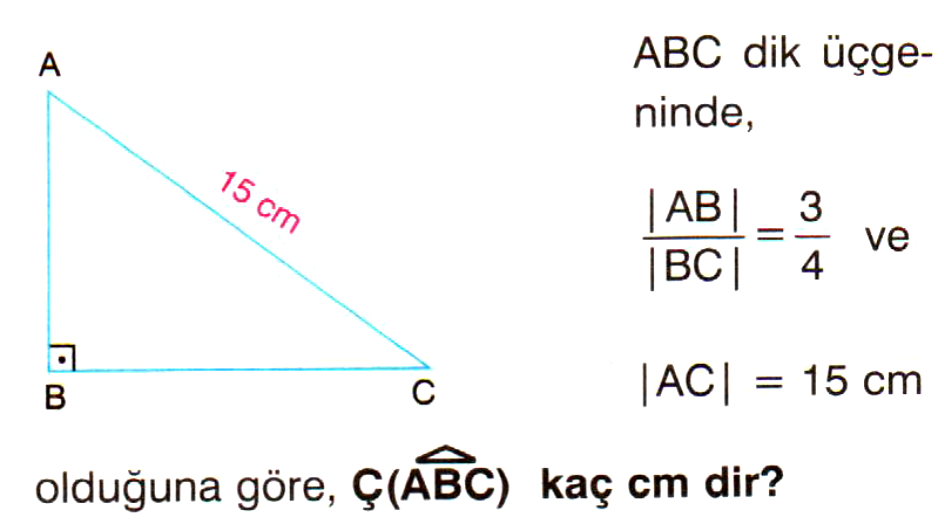 A
15 cm
B
C
ABC dik üçge-
ninde,
|AB| / |BC| = 3 / 4 ve
|AC| = 15 cm
olduğuna göre, Ç(ABC) kaç cm dir?